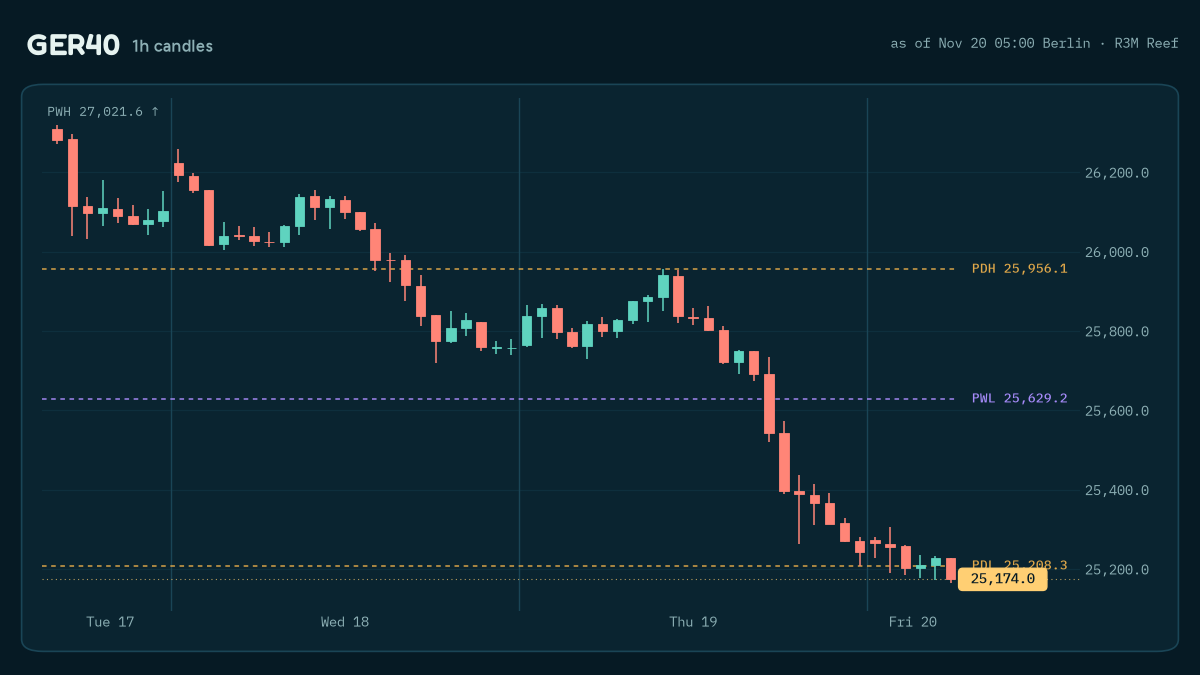 GER40 1h candles
as of Nov 20 05:00 Berlin · R3M Reef
PWH 27,021.6 ↑
26,200.0
26,000.0
PDH 25,956.1
25,800.0
PWL 25,629.2
25,600.0
25,400.0
PDL 25,208.3
25,200.0
25,174.0
Tue 17
Wed 18
Thu 19
Fri 20